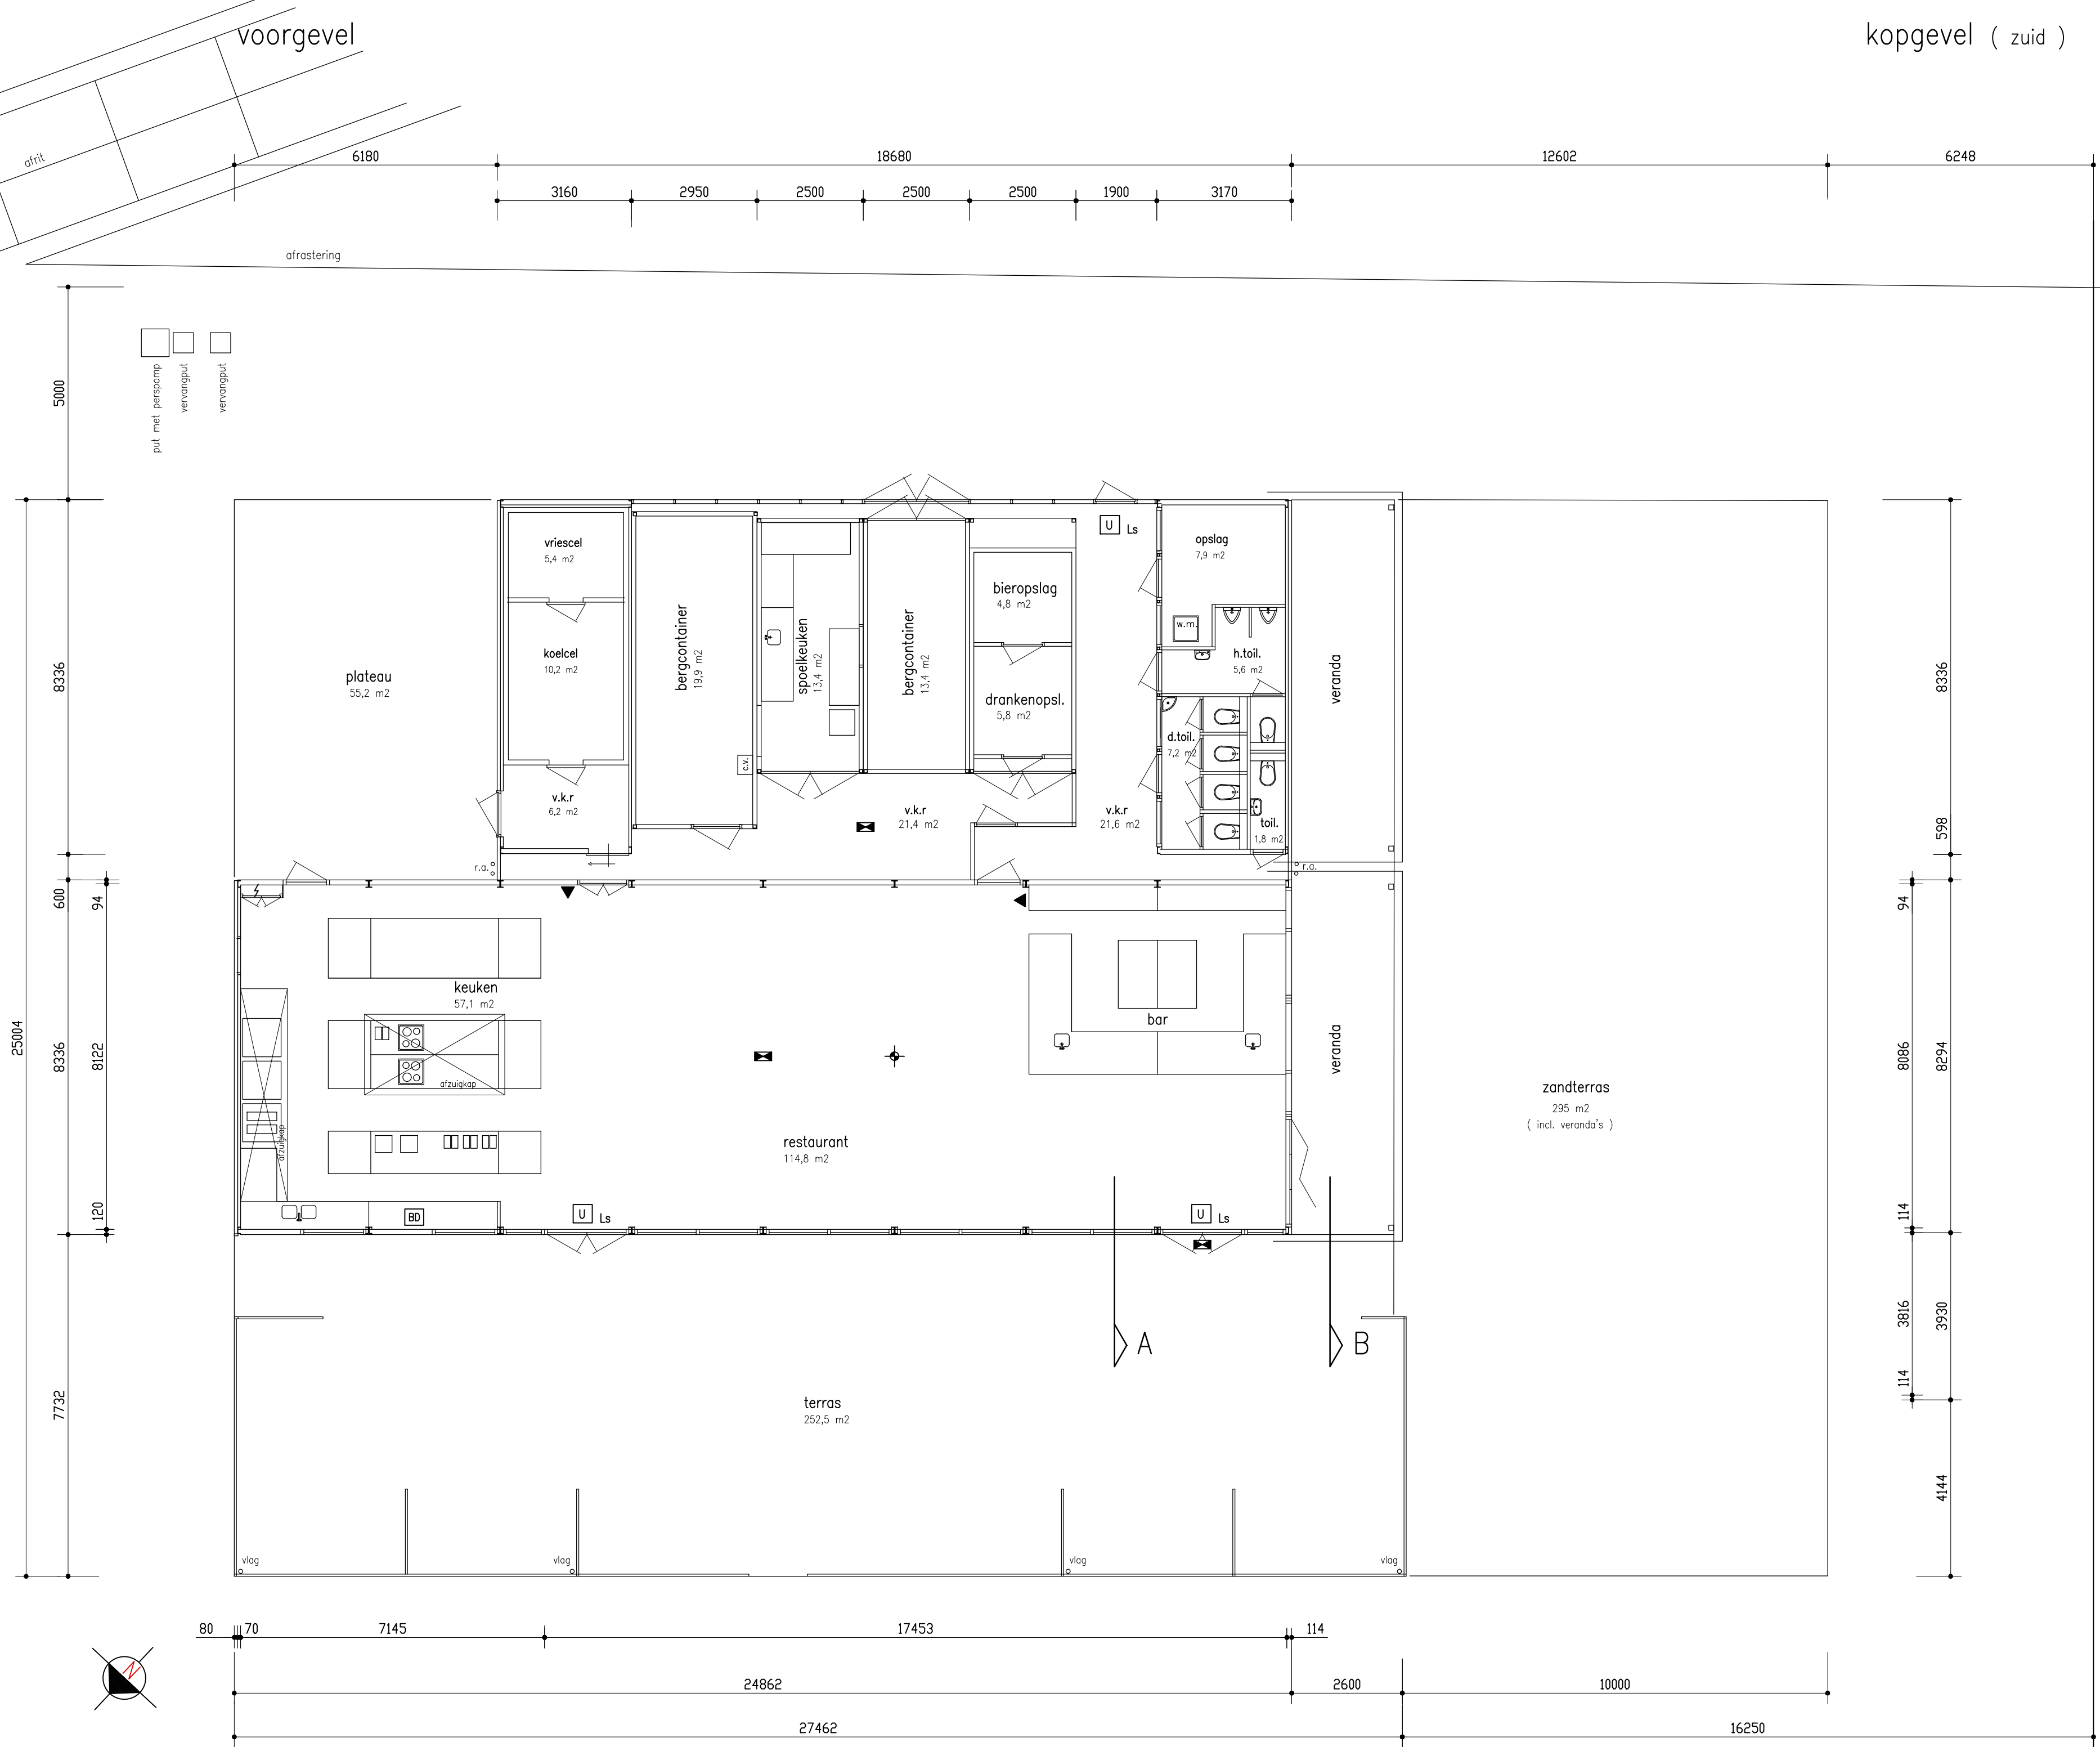 voorgevel
kopgevel ( zuid )
afrit
6180
18680
12602
6248
3160
2950
2500
2500
2500
1900
3170
afrastering
5000
put met perspomp
vervangput
vervangput
vriescel
5,4 m2
koelcel
10,2 m2
v.k.r
6,2 m2
bergcontainer
19,9 m2
c.v.
spoelkeuken
13,4 m2
bergcontainer
13,4 m2
bieropslag
4,8 m2
drankenopsl.
5,8 m2
v.k.r
21,4 m2
U
Ls
v.k.r
21,6 m2
opslag
7,9 m2
w.m.
h.toil.
5,6 m2
d.toil.
7,2 m2
toil.
1,8 m2
veranda
plateau
55,2 m2
r.a.
r.a.
8336
8336
598
600
94
94
25004
8336
8122
120
7732
keuken
57,1 m2
afzuigkap
afzuigkap
BD
U
Ls
restaurant
114,8 m2
bar
U
Ls
veranda
zandterras
295 m2
( incl. veranda's )
8086
8294
114
3816
3930
114
4144
A
B
terras
252,5 m2
vlag
vlag
vlag
vlag
80
70
7145
17453
114
N
24862
2600
10000
27462
16250